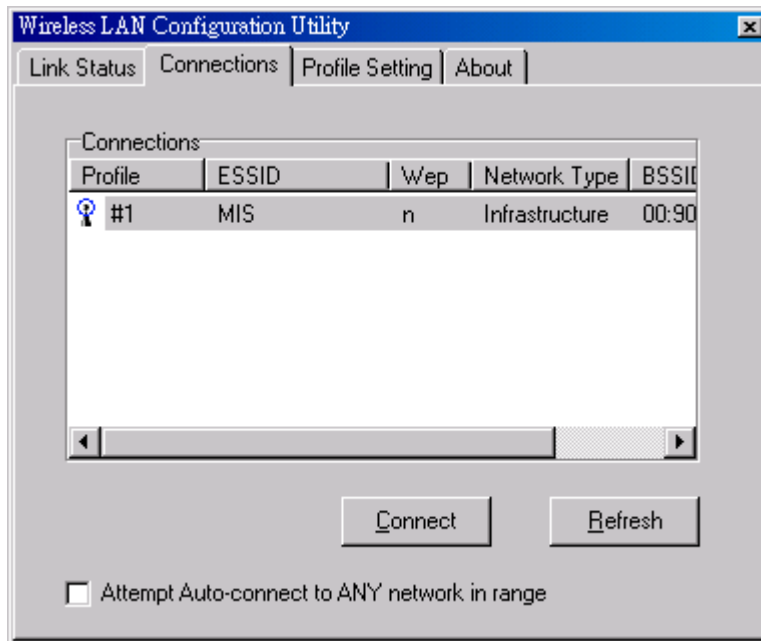 Wireless LAN Configuration Utility
Link Status Connections Profile Setting About
Connections
Profile ESSID Wep Network Type BSSID
#1 MIS n Infrastructure 00:90
Connect Refresh
Attempt Auto-connect to ANY network in range